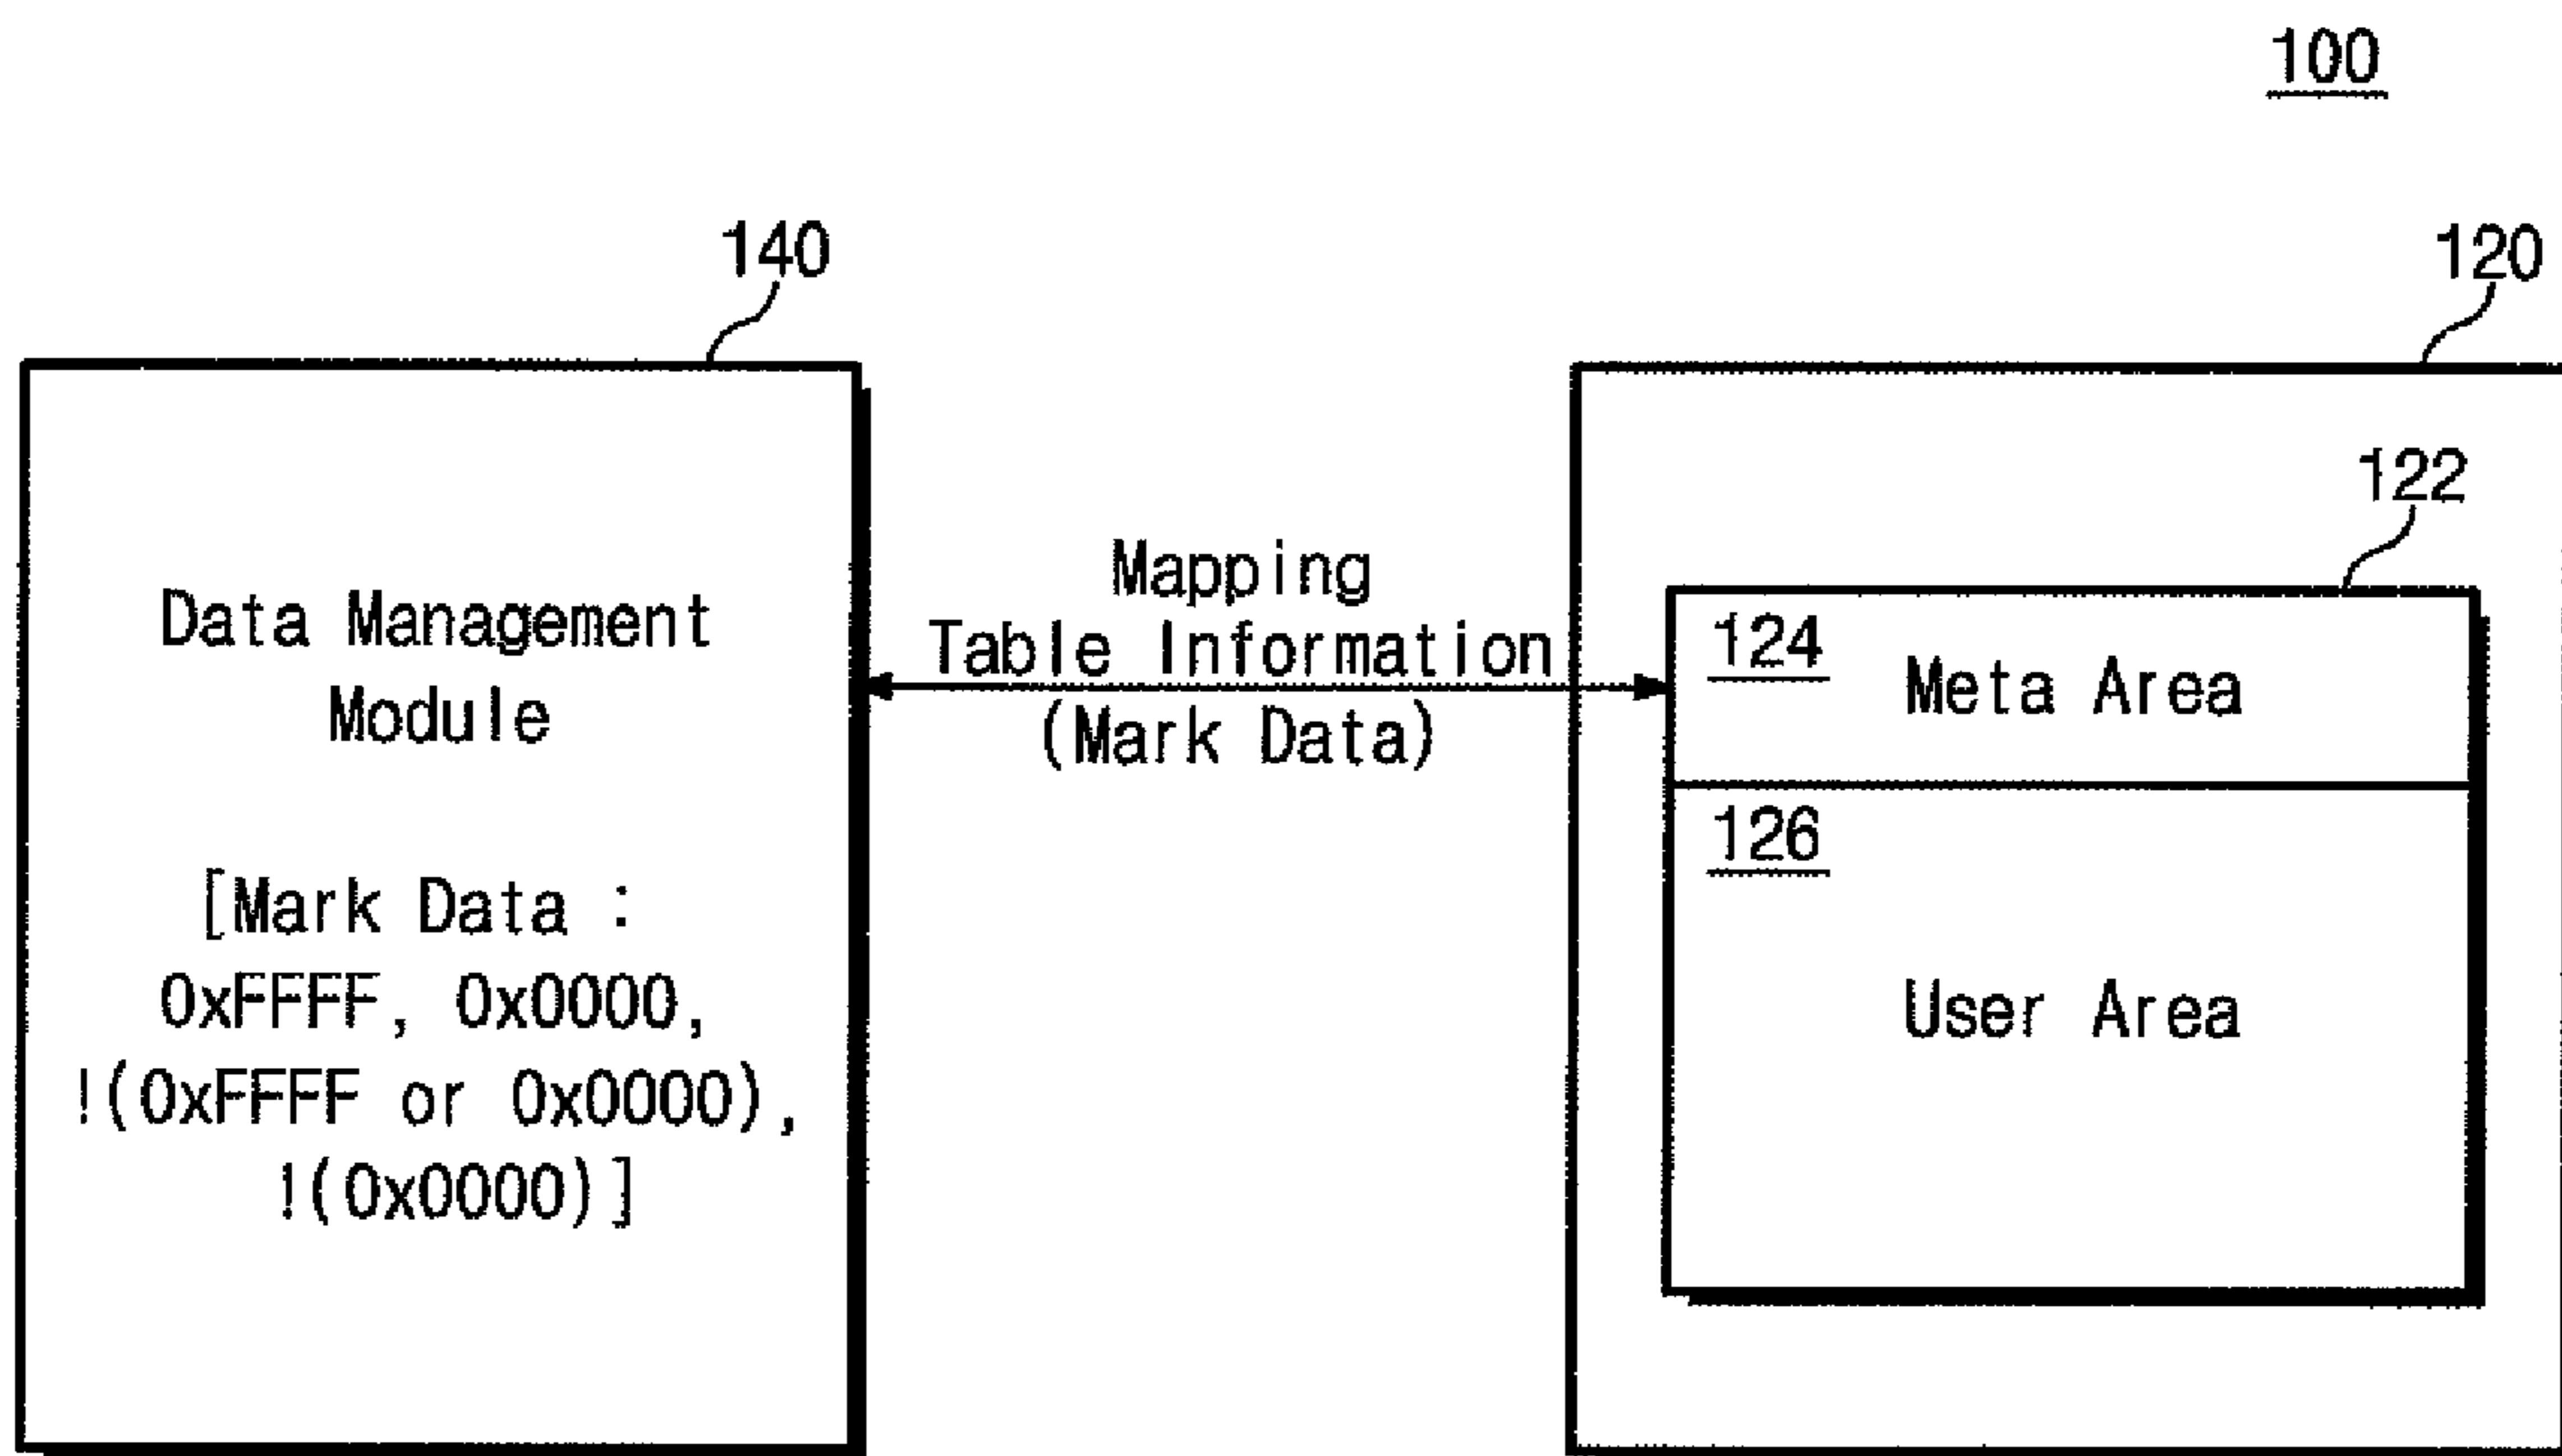 100
140
120
122
Data Management
Module
[Mark Data :
0xFFFF, 0x0000,
!(0xFFFF or 0x0000),
!(0x0000)]
Mapping
Table Information
(Mark Data)
124
Meta Area
126
User Area